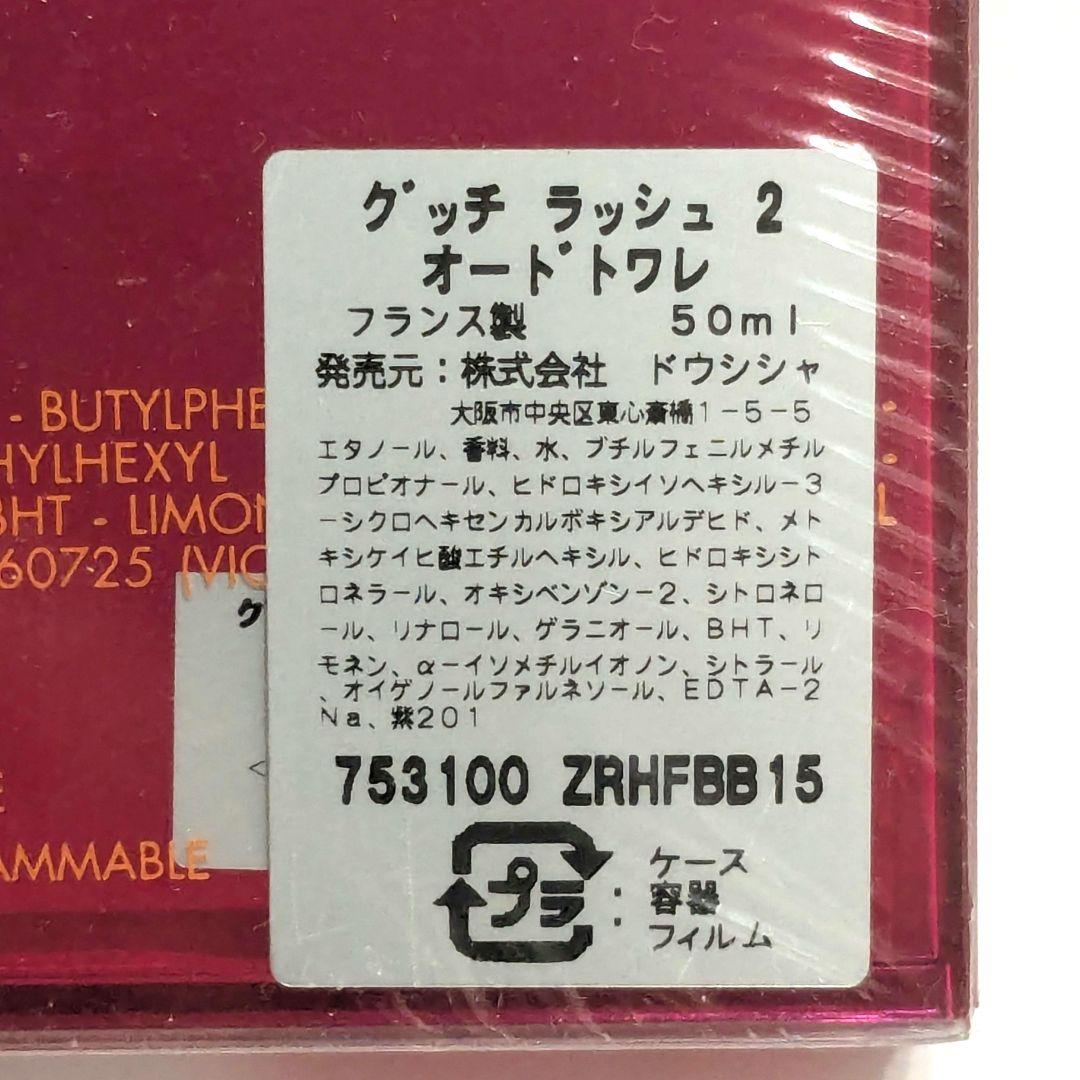 グッチ ラッシュ 2
オードトワレ
フランス製 50ml
発売元：株式会社 ドウシシャ
大阪市中央区東心斎橋1-5-5
エタノール、香料、水、ブチルフェニルメチル
プロピオナール、ヒドロキシイソヘキシル-3
-シクロヘキセンカルボキシアルデヒド、メト
キシケイヒ酸エチルヘキシル、ヒドロキシシト
ロネラール、オキシベンゾン-2、シトロネロ
ール、リナロール、ゲラニオール、BHT、リ
モネン、α-イソメチルイオノン、シトラール
、オイゲノールファルネソール、EDTA-2
Na、紫201
753100 ZRHFBB15
プラ : ケース
容器
: フィルム
- BUTYLPHE
HYLHEXYL
BHT - LIMON
60725 (VIO
ク
<
E
AMMABLE